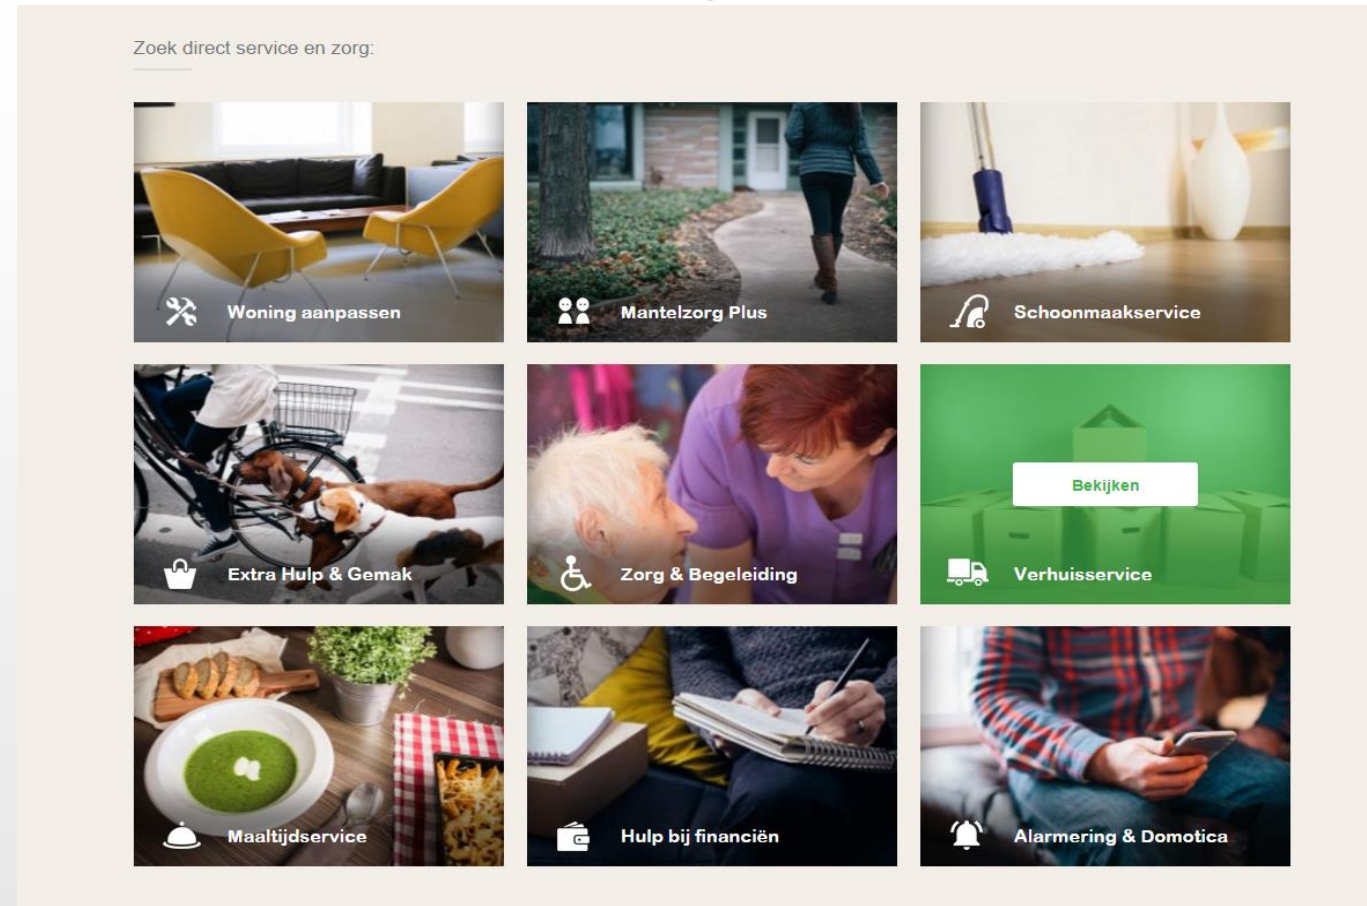 Zoek direct service en zorg:
Woning aanpassen
Mantelzorg Plus
Schoonmaakservice
Extra Hulp & Gemak
Zorg & Begeleiding
Bekijken
Verhuisservice
Maaltijdservice
Hulp bij financiën
Alarmering & Domotica